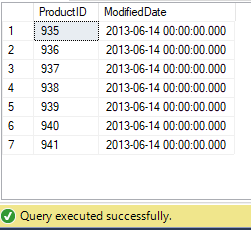 ProductID ModifiedDate
1 935 2013-06-14 00:00:00.000
2 936 2013-06-14 00:00:00.000
3 937 2013-06-14 00:00:00.000
4 938 2013-06-14 00:00:00.000
5 939 2013-06-14 00:00:00.000
6 940 2013-06-14 00:00:00.000
7 941 2013-06-14 00:00:00.000
Query executed successfully.